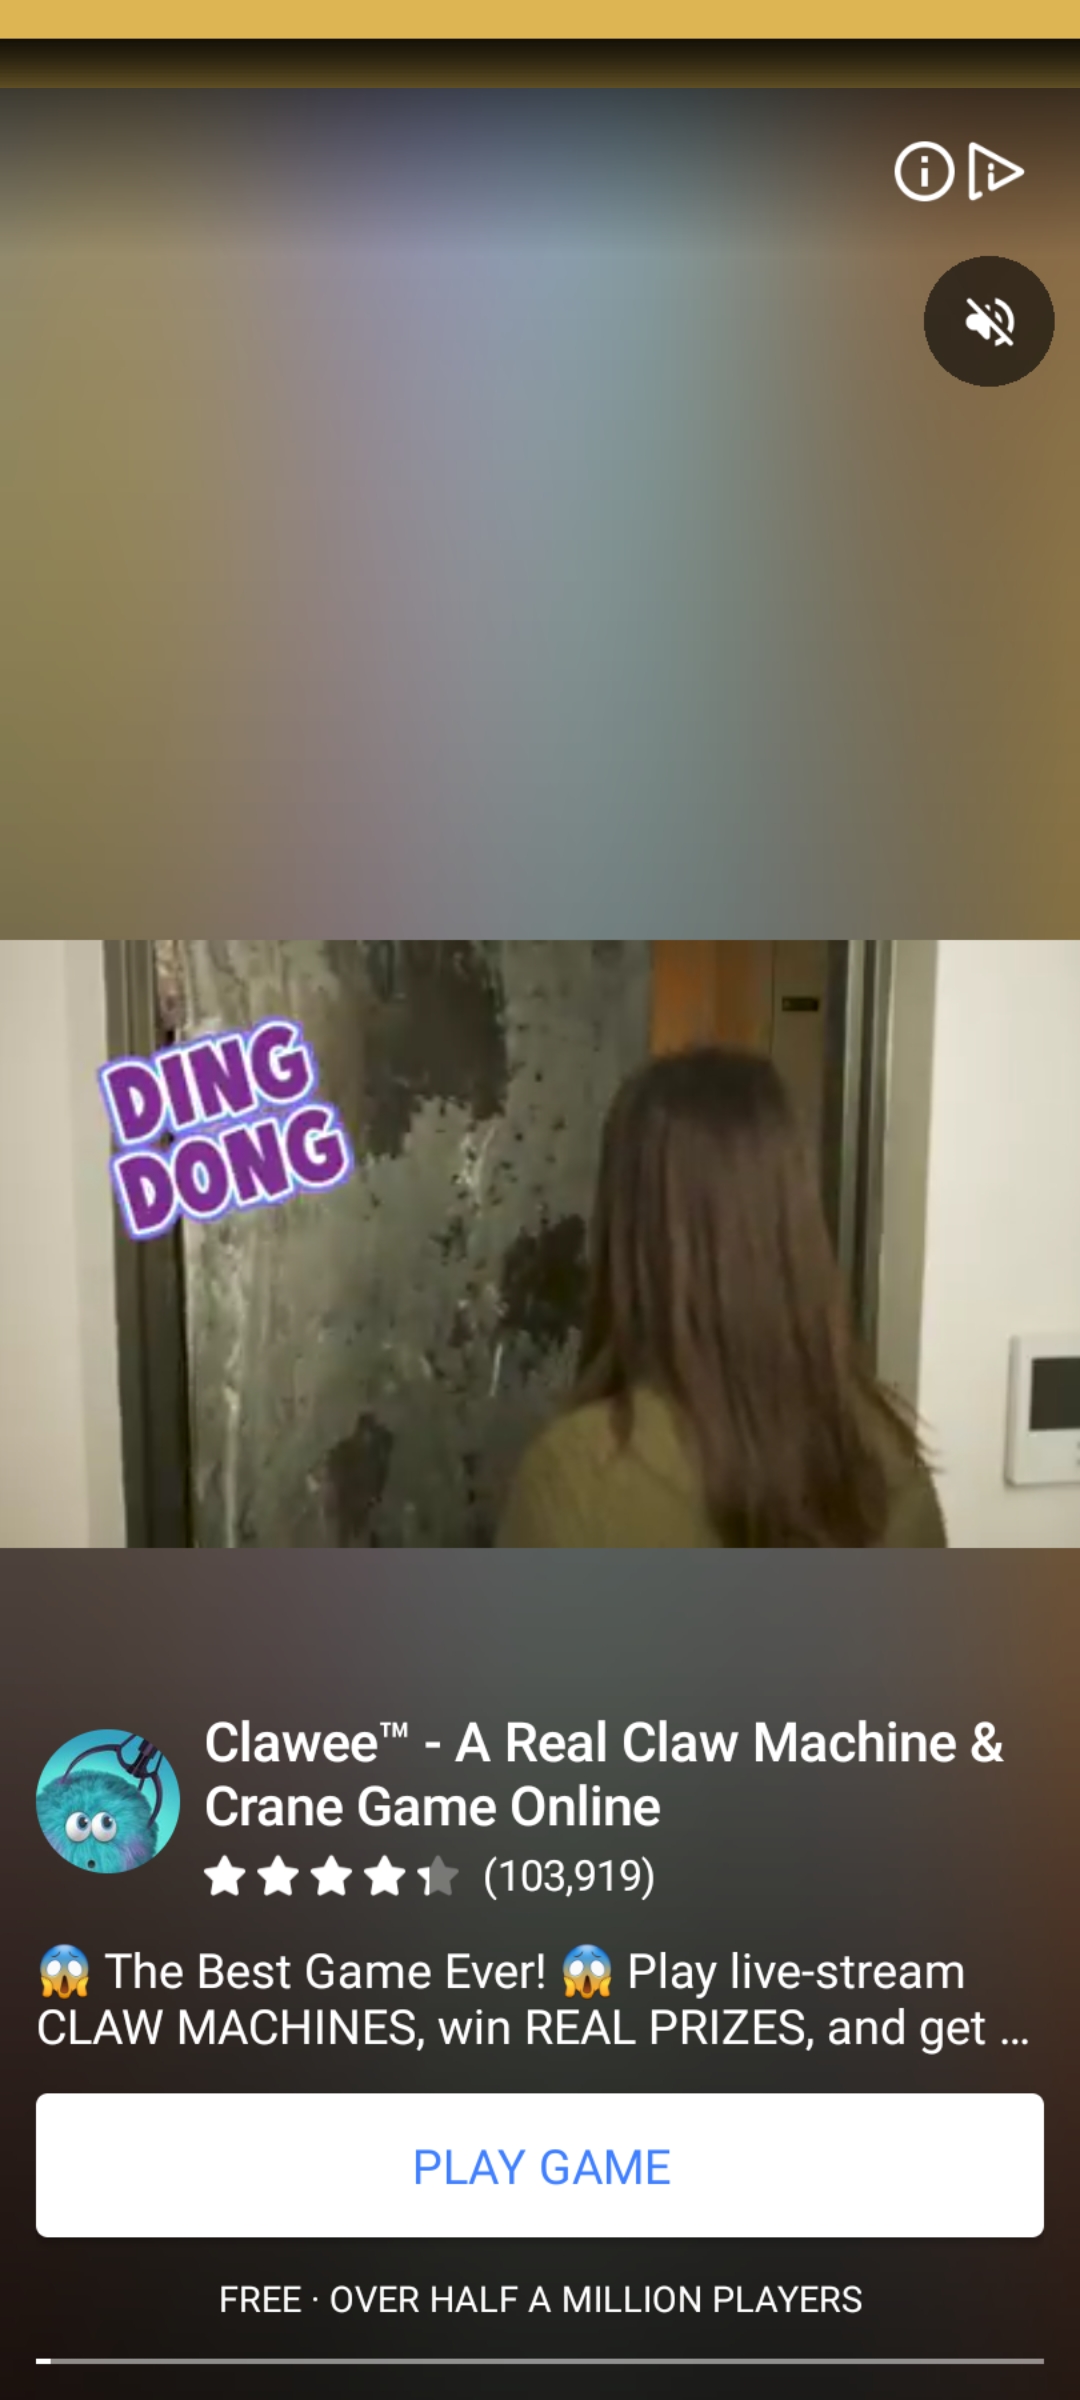 DING
DONG
Clawee™ - A Real Claw Machine &
Crane Game Online
(103,919)
😱 The Best Game Ever! 😱 Play live-stream
CLAW MACHINES, win REAL PRIZES, and get ...
PLAY GAME
FREE · OVER HALF A MILLION PLAYERS